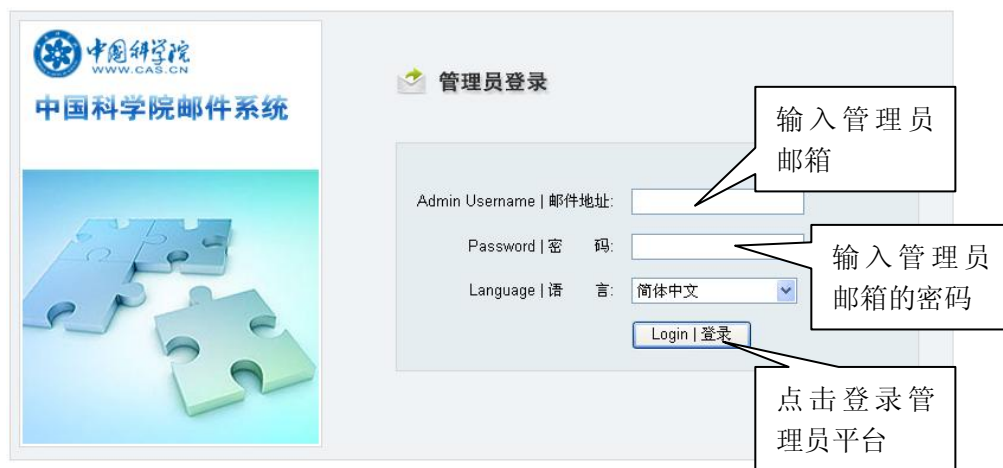 中国科学院
WWW.CAS.CN
中国科学院邮件系统
管理员登录
输入管理员
邮箱
Admin Username | 邮件地址:
Password | 密 码:
输入管理员
邮箱的密码
Language | 语 言:
简体中文
Login | 登录
点击登录管
理员平台